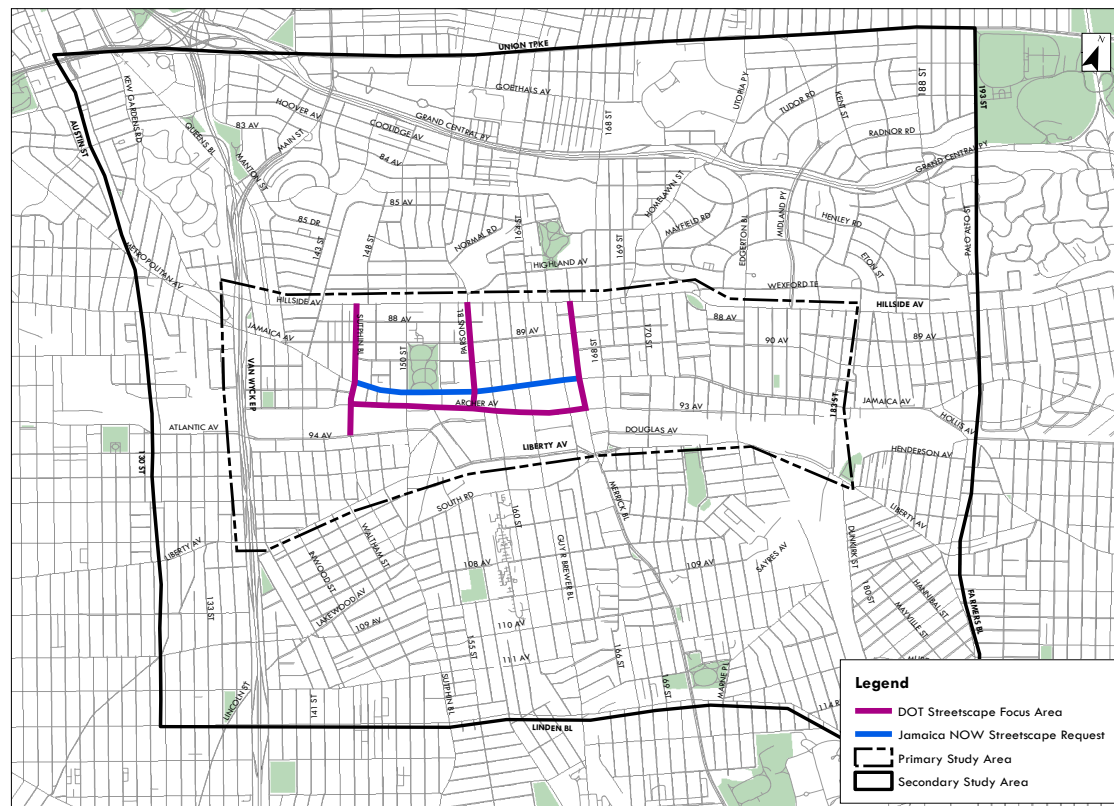 N
UNION TPKE
KEW GARDENS RD
GOETHALS AV
UTORIA PY
TUDOR RD
KENT ST
188 ST
193 ST
HOOVER AV
GRAND CENTRAL PY
COOLIDGE AV
168 ST
RADNOR RD
AUSTIN ST
QUEENS BL
83 AV
MAIN ST
MANTON ST
84 AV
GRAND CENTRAL PY
HOMELAWN ST
85 AV
MAYFIELD RD
EDGERTON BL
MIDLAND PY
HENLEY RD
PALO ALTO ST
85 DR
143 ST
148 ST
NORMAL RD
164 ST
169 ST
ETON ST
METROPOLITAN AV
HIGHLAND AV
WEXFORD TE
HILLSIDE AV
HILLSIDE AV
JAMAICA AV
SUTPHIN BL
88 AV
150 ST
PARSONS BL
89 AV
168 ST
170 ST
88 AV
90 AV
89 AV
VAN WYCK EP
ARCHER AV
93 AV
183 ST
JAMAICA AV
HOLLIS AV
ATLANTIC AV
94 AV
LIBERTY AV
DOUGLAS AV
HENDERSON AV
130 ST
SOUTH RD
160 ST
MERRICK BL
LIBERTY AV
LIBERTY AV
INWOOD ST
WALTHAM ST
108 AV
GUY R BREWER BL
109 AV
SAYRES AV
DUNKIRK ST
180 ST
HANNIBAL ST
MAYVILLE ST
FARMERS BL
133 ST
LAKEWOOD AV
109 AV
110 AV
155 ST
111 AV
166 ST
169 ST
MARNE PL
LINCOLN ST
141 ST
SUTPHIN BL
LINDEN BL
114 R
Legend
DOT Streetscape Focus Area
Jamaica NOW Streetscape Request
Primary Study Area
Secondary Study Area